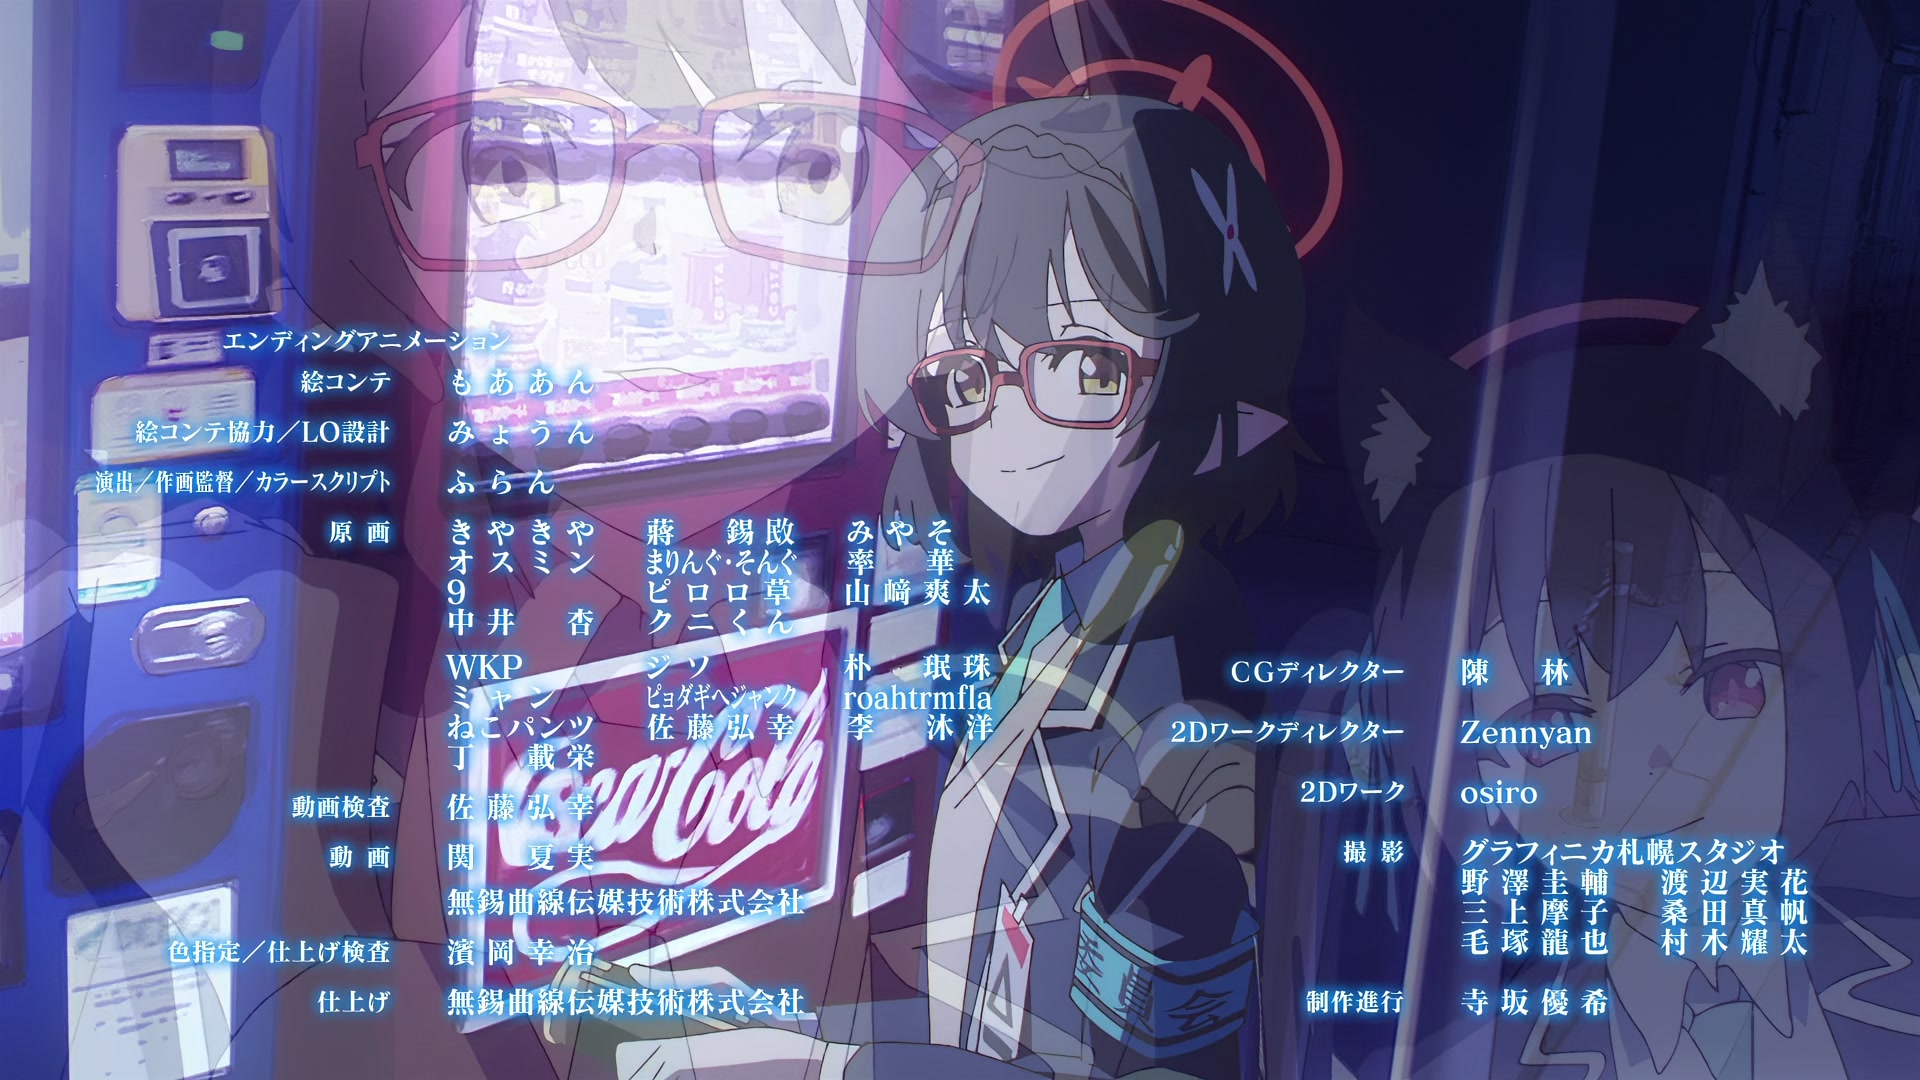 エンディングアニメーション
絵コンテ もああん
絵コンテ協力／LO設計 みょうん
演出／作画監督／カラースクリプト ふらん
原画 きやきや 蔣錫敃 みやそ
オスミン まりんぐ・そんぐ 率華
9 ピロロ草 山﨑爽太
中井杏 クニくん
WKP ジソ 朴珉珠
ミャン ピヨダギヘジャンク roahtrmfla
ねこパンツ 佐藤弘幸 李沐洋
丁載栄
動画検査 佐藤弘幸
動画 関夏実
無錫曲線伝媒技術株式会社
色指定／仕上げ検査 濱岡幸治
仕上げ 無錫曲線伝媒技術株式会社
CGディレクター 陳林
2Dワークディレクター Zennyan
2Dワーク osiro
撮影 グラフィニカ札幌スタジオ
野澤圭輔 渡辺実花
三上摩子 桑田真帆
毛塚龍也 村木耀太
制作進行 寺坂優希